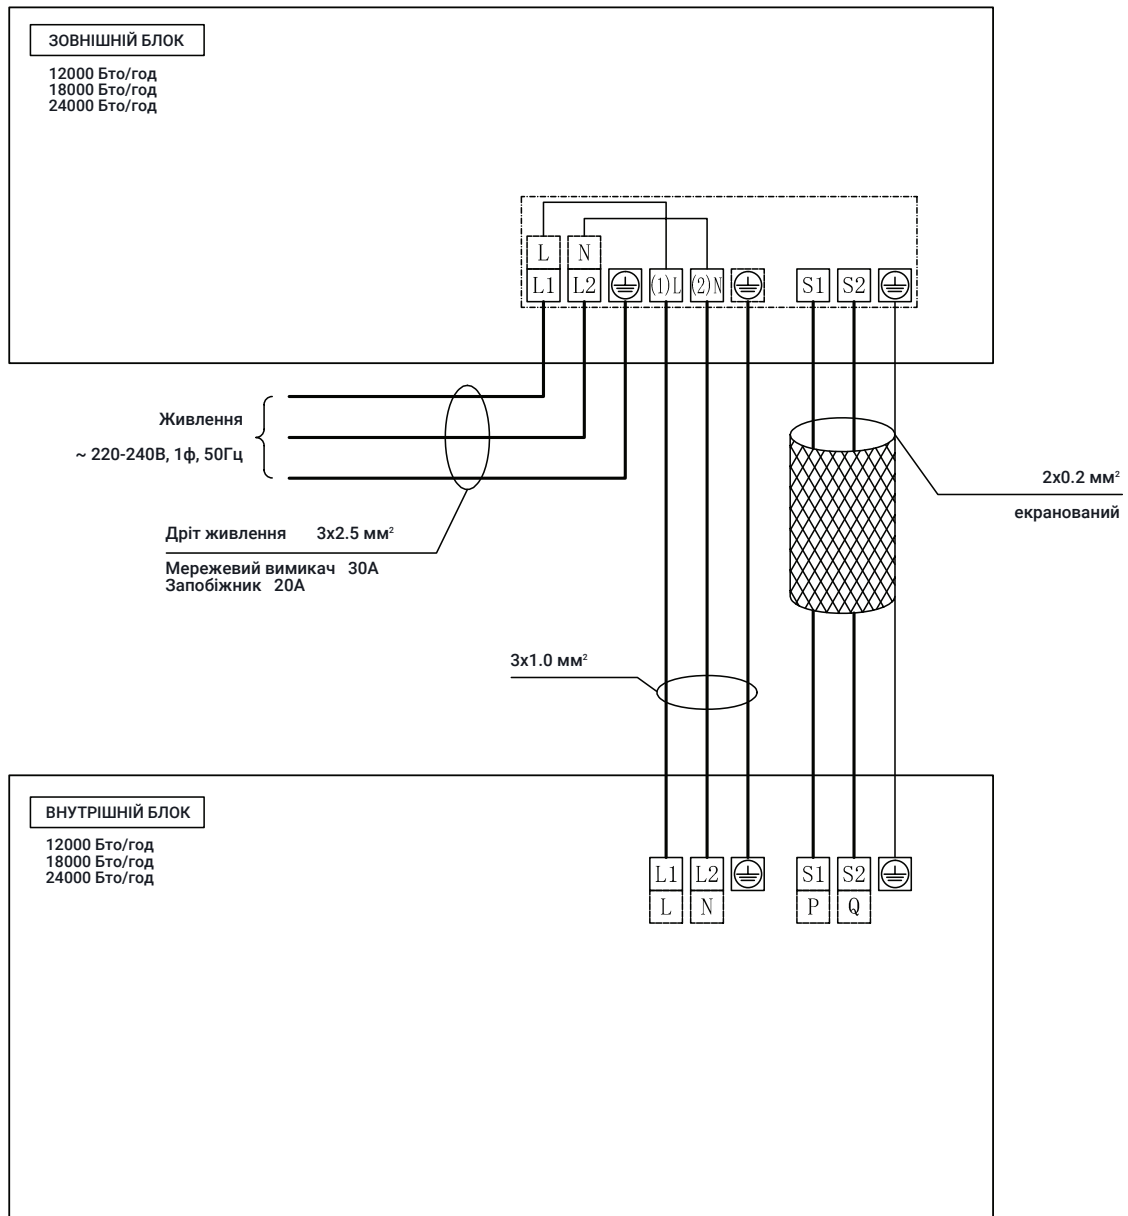 ЗОВНІШНІЙ БЛОК
12000 Бто/год
18000 Бто/год
24000 Бто/год
L N
L1 L2 (1)L (2)N S1 S2
Живлення
~ 220-240В, 1ф, 50Гц
2x0.2 мм²
екранований
Дріт живлення 3x2.5 мм²
Мережевий вимикач 30А
Запобіжник 20А
3x1.0 мм²
ВНУТРІШНІЙ БЛОК
12000 Бто/год
18000 Бто/год
24000 Бто/год
L1 L2 S1 S2
L N P Q